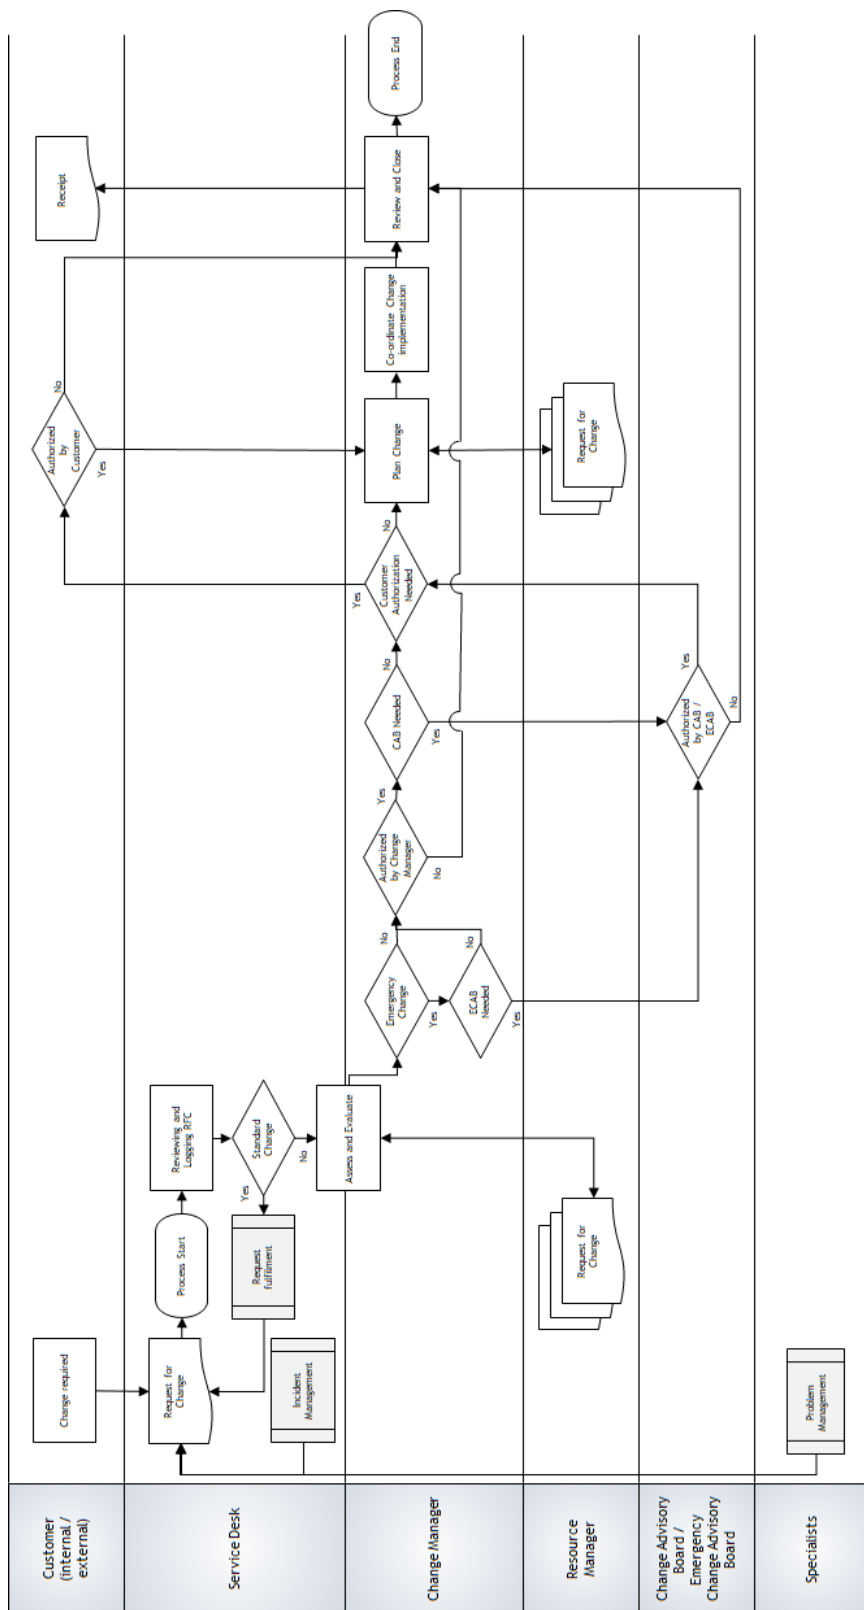 Customer
(internal /
external)
Service Desk
Change Manager
Resource
Manager
Change Advisory
Board /
Emergency
Change Advisory
Board
Specialists
Change required
Receipt
Authorized
by
Customer
No
Yes
Request for
Change
Process Start
Reviewing and
Logging RFC
Standard
Change
Yes
No
Request
fulfilment
Incident
Management
Assess and Evaluate
Emergency
Change
No
Yes
ECAB
Needed
No
Yes
Authorized
by Change
Manager
Yes
No
CAB Needed
No
Yes
Customer
Authorization
Needed
Yes
No
Plan Change
Co-ordinate Change
implementation
Review and Close
Process End
Request for
Change
Request for
Change
Authorized
by CAB /
ECAB
Yes
No
Problem
Management